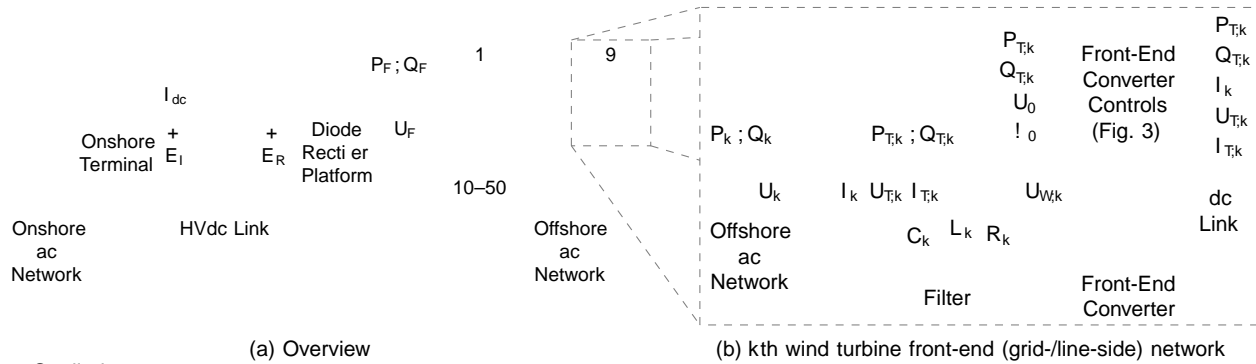 P_F ; Q_F
1
9
I_dc
Onshore
Terminal
+
E_I
+
E_R
Diode
Recti er
Platform
U_F
10–50
Onshore
ac
Network
HVdc Link
Offshore
ac
Network
(a) Overview
P_T;k
Q_T;k
U_0
! _0
Front-End
Converter
Controls
(Fig. 3)
P_T;k
Q_T;k
I_k
U_T;k
I_T;k
P_k ; Q_k
P_T;k ; Q_T;k
U_k
I_k
U_T;k
I_T;k
U_W;k
dc
Link
Offshore
ac
Network
C_k
L_k
R_k
Filter
Front-End
Converter
(b) kth wind turbine front-end (grid-/line-side) network